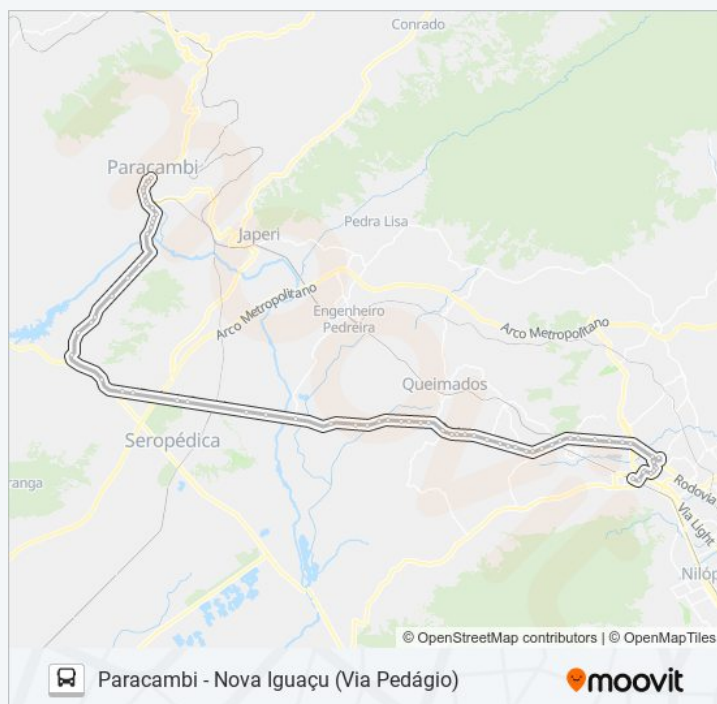 Conrado
Paracambi
Pedra Lisa
Japeri
Engenheiro
Pedreira
Arco Metropolitano
Arco Metropolitano
Queimados
Seropédica
ranga
Rodovia
Via Light
Nilóp
© OpenStreetMap contributors | © OpenMapTiles
Paracambi - Nova Iguaçu (Via Pedágio)
moovit